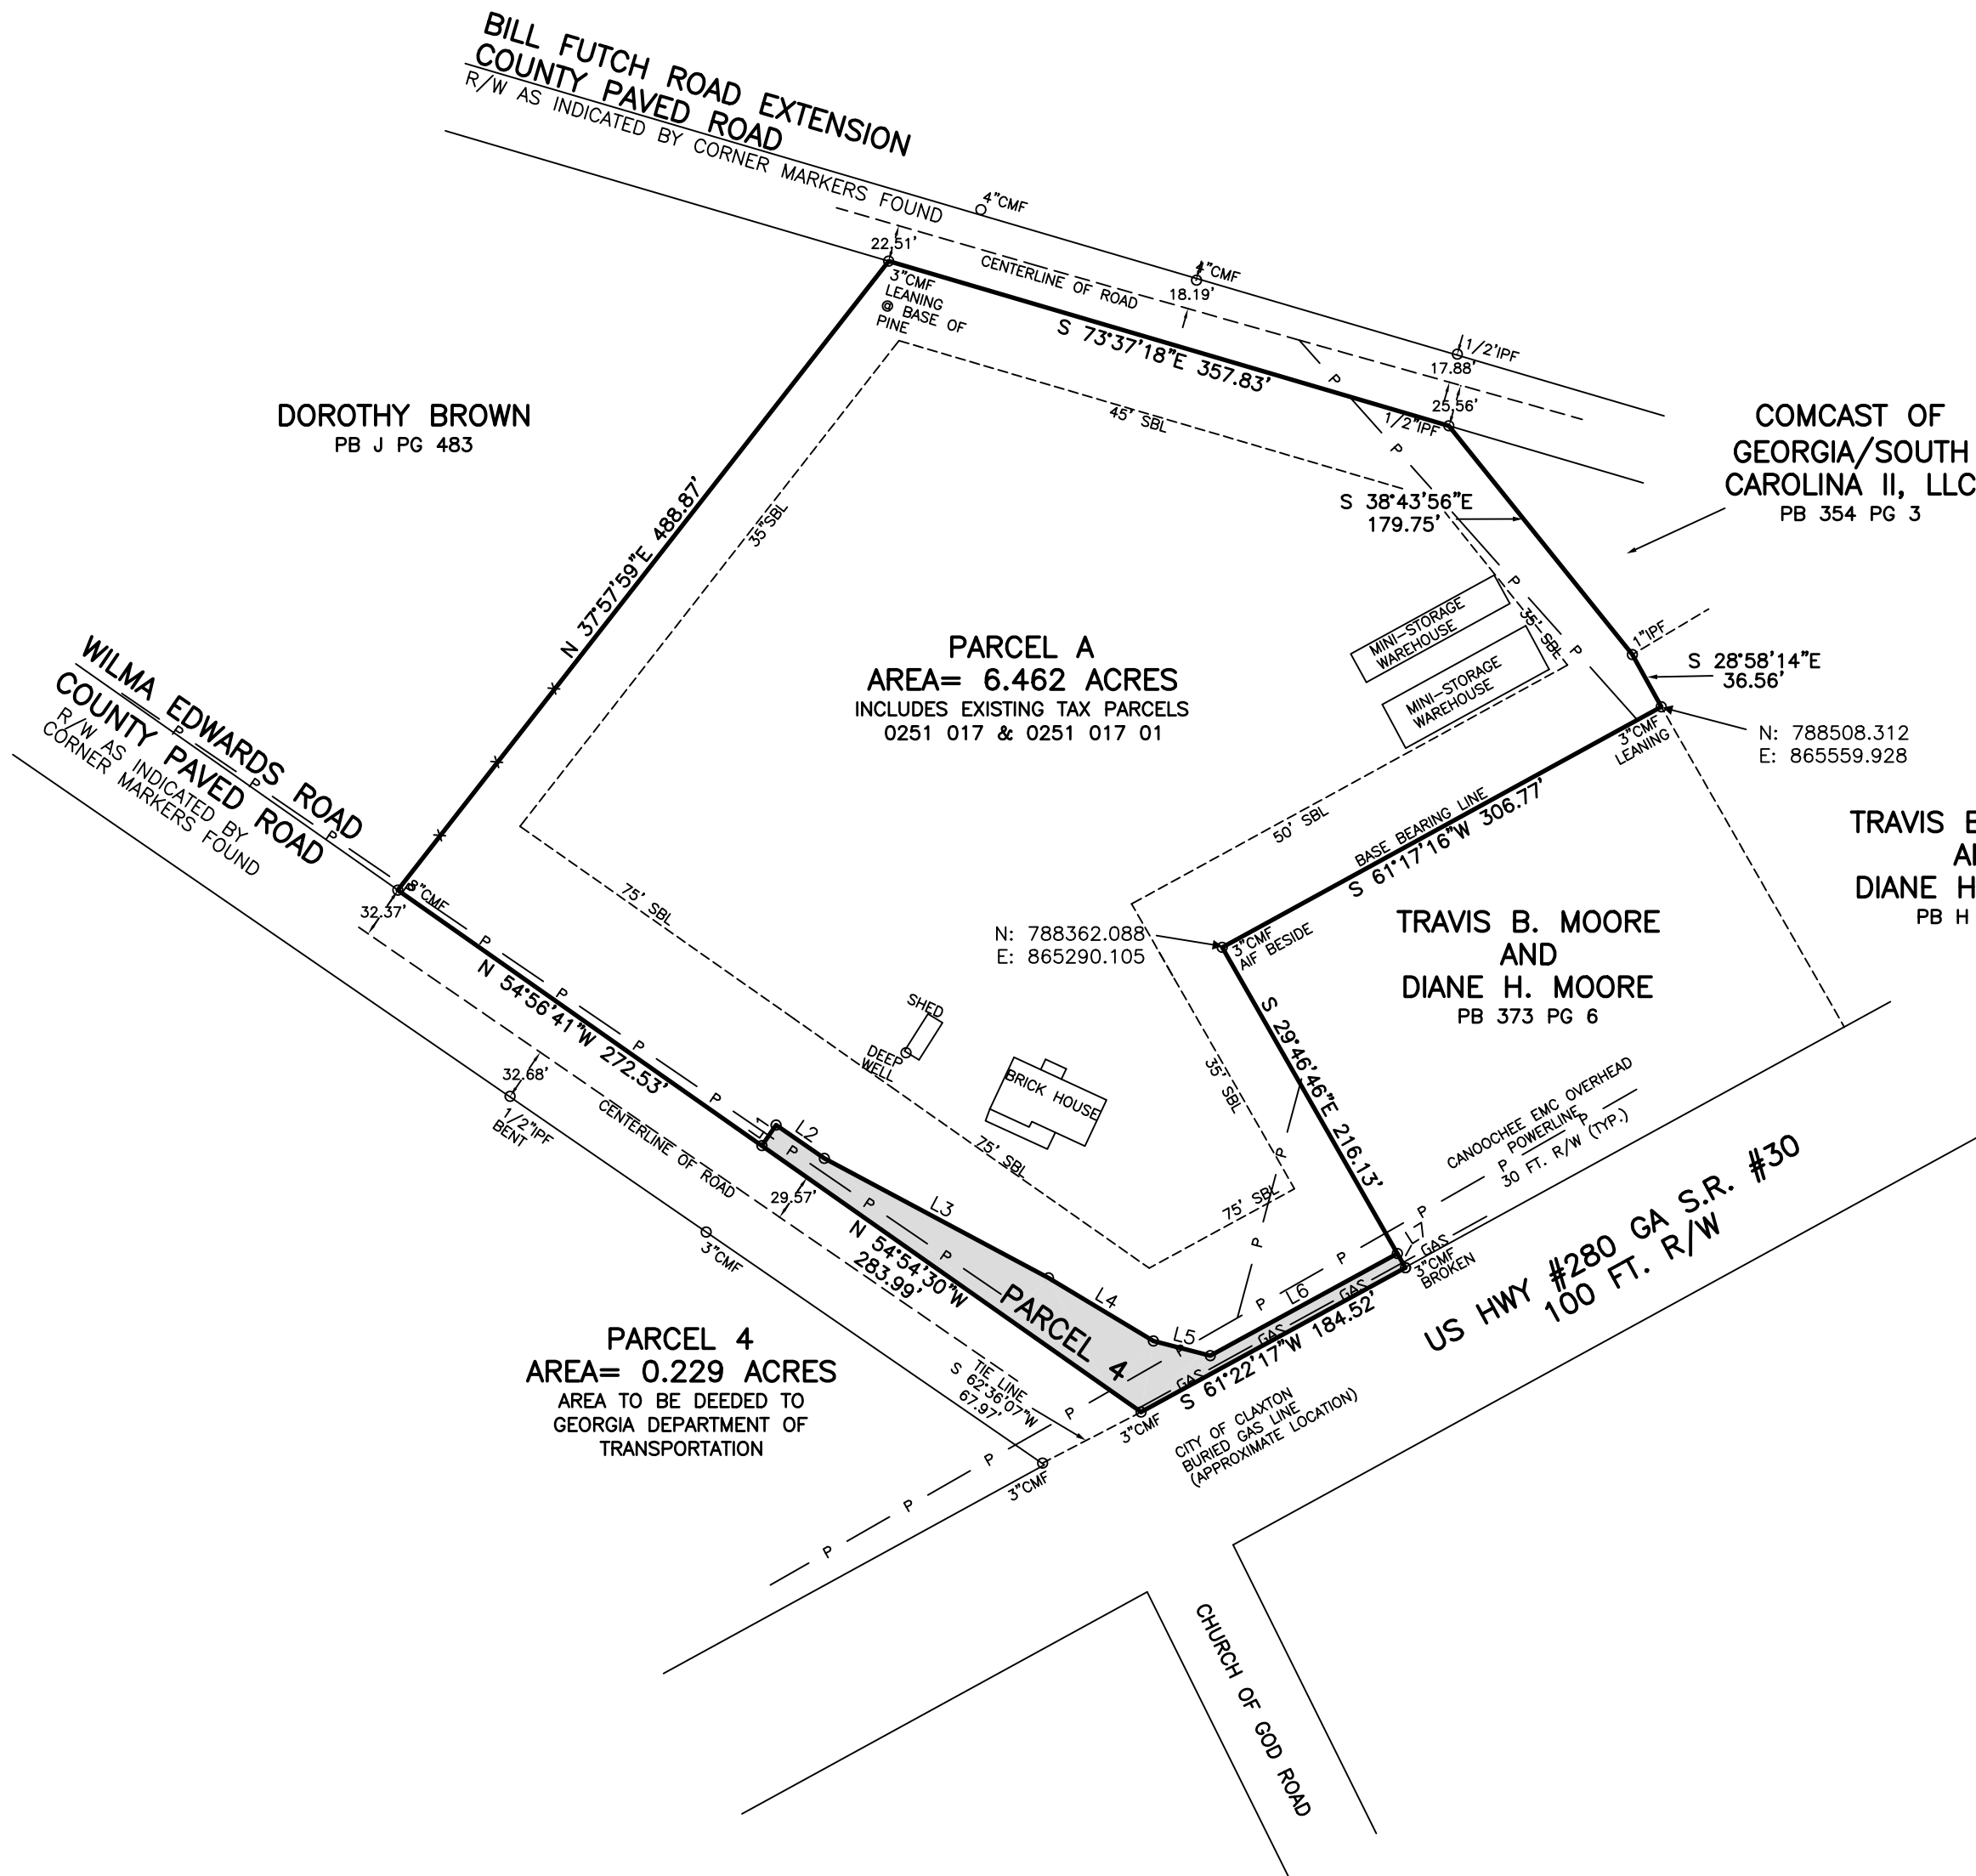 BILL FUTCH ROAD EXTENSION
COUNTY PAVED ROAD
R/W AS INDICATED BY CORNER MARKERS FOUND
4"CMF
22.51'
3"CMF
LEANING
@ BASE OF
PINE
CENTERLINE OF ROAD
4"CMF
18.19'
S 73°37'18"E 357.83'
P
1/2'IPF
17.88'
25.56'
1/2"IPF
P
45' SBL
DOROTHY BROWN
PB J PG 483
COMCAST OF
GEORGIA/SOUTH
CAROLINA II, LLC
PB 354 PG 3
S 38°43'56"E
179.75'
N 37°57'59"E 488.87'
35"SBL
P
35' SBL
P
MINI-STORAGE
WAREHOUSE
MINI-STORAGE
WAREHOUSE
1"IPF
S 28°58'14"E
36.56'
PARCEL A
AREA= 6.462 ACRES
INCLUDES EXISTING TAX PARCELS
0251 017 & 0251 017 01
3"CMF
LEANING
N: 788508.312
E: 865559.928
WILMA EDWARDS ROAD
COUNTY PAVED ROAD
R/W AS INDICATED BY
CORNER MARKERS FOUND
P
P
P
P
50' SBL
BASE BEARING LINE
S 61°17'16"W 306.77'
TRAVIS B. MOORE
AND
DIANE H. MOORE
PB 373 PG 6
DIANE H
PB H
3"CMF
32.37'
75' SBL
N: 788362.088
E: 865290.105
3"CMF
AIF BESIDE
P
P
P
P
N 54°56'41"W 272.53'
SHED
DEEP
WELL
BRICK HOUSE
S 29°46'46"E 216.13'
35' SBL
CANOOCHEE EMC OVERHEAD
P POWERLINE P
30 FT. R/W (TYP.)
32.68'
1/2"IPF
BENT
CENTERLINE OF ROAD
L1
L2
P
75' SBL
P
29.57'
L3
P
P
N 54°54'30"W
283.99'
75' SBL
P
P
P
L7
GAS
3"CMF
BROKEN
US HWY #280 GA S.R. #30
100 FT. R/W
3"CMF
L4
L5
L6
P
P
GAS
GAS
GAS
PARCEL 4
S 61°22'17"W 184.52'
PARCEL 4
AREA= 0.229 ACRES
AREA TO BE DEEDED TO
GEORGIA DEPARTMENT OF
TRANSPORTATION
TIE LINE
S 62°36'07"W
67.97'
3"CMF
CITY OF CLAXTON
BURIED GAS LINE
(APPROXIMATE LOCATION)
P
P
P
P
3"CMF
CHURCH OF GOD ROAD